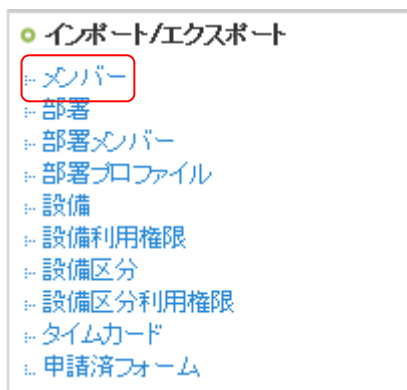 インポート/エクスポート
メンバー
部署
部署メンバー
部署プロファイル
設備
設備利用権限
設備区分
設備区分利用権限
タイムカード
申請済フォーム